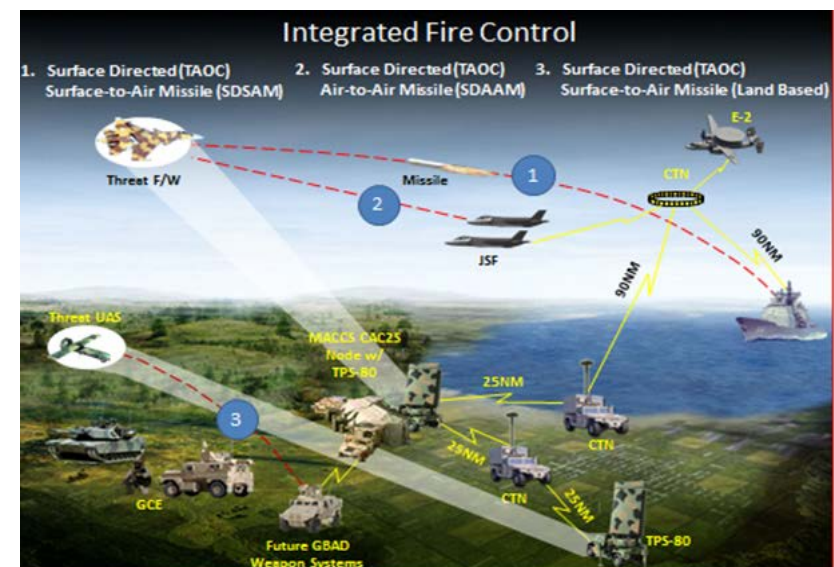 Integrated Fire Control
1. Surface Directed (TAOC)
Surface-to-Air Missile (SDSAM)
2. Surface Directed (TAOC)
Air-to-Air Missile (SDAAM)
3. Surface Directed (TAOC)
Surface-to-Air Missile (Land Based)
E-2
CTN
Threat F/W
Missile
1
2
JSF
90NM
90NM
Threat UAS
MACCS CAC2S
Node w/
TPS-80
25NM
3
CTN
25NM
CTN
25NM
GCE
TPS-80
Future GBAD
Weapon Systems